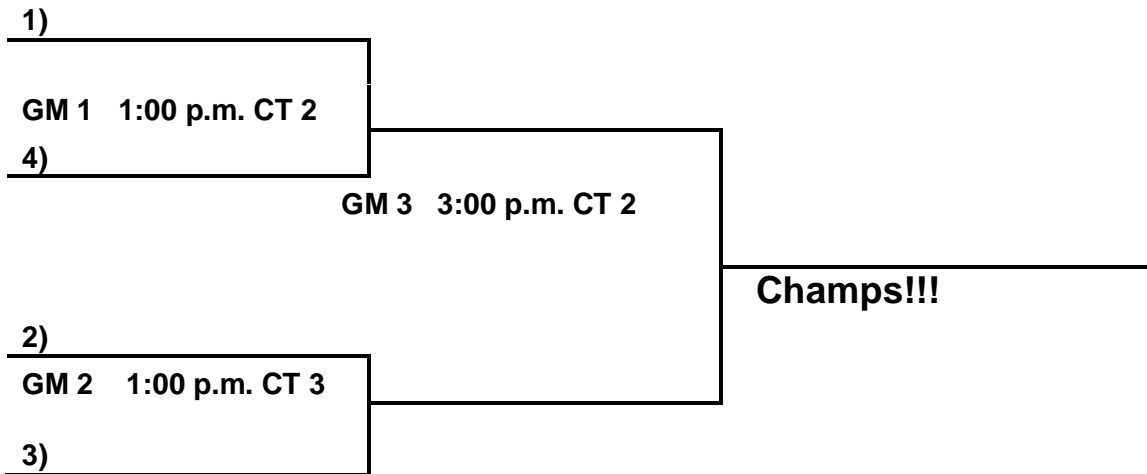 1)
GM 1 1:00 p.m. CT 2
4)
GM 3 3:00 p.m. CT 2
Champs!!!
2)
GM 2 1:00 p.m. CT 3
3)